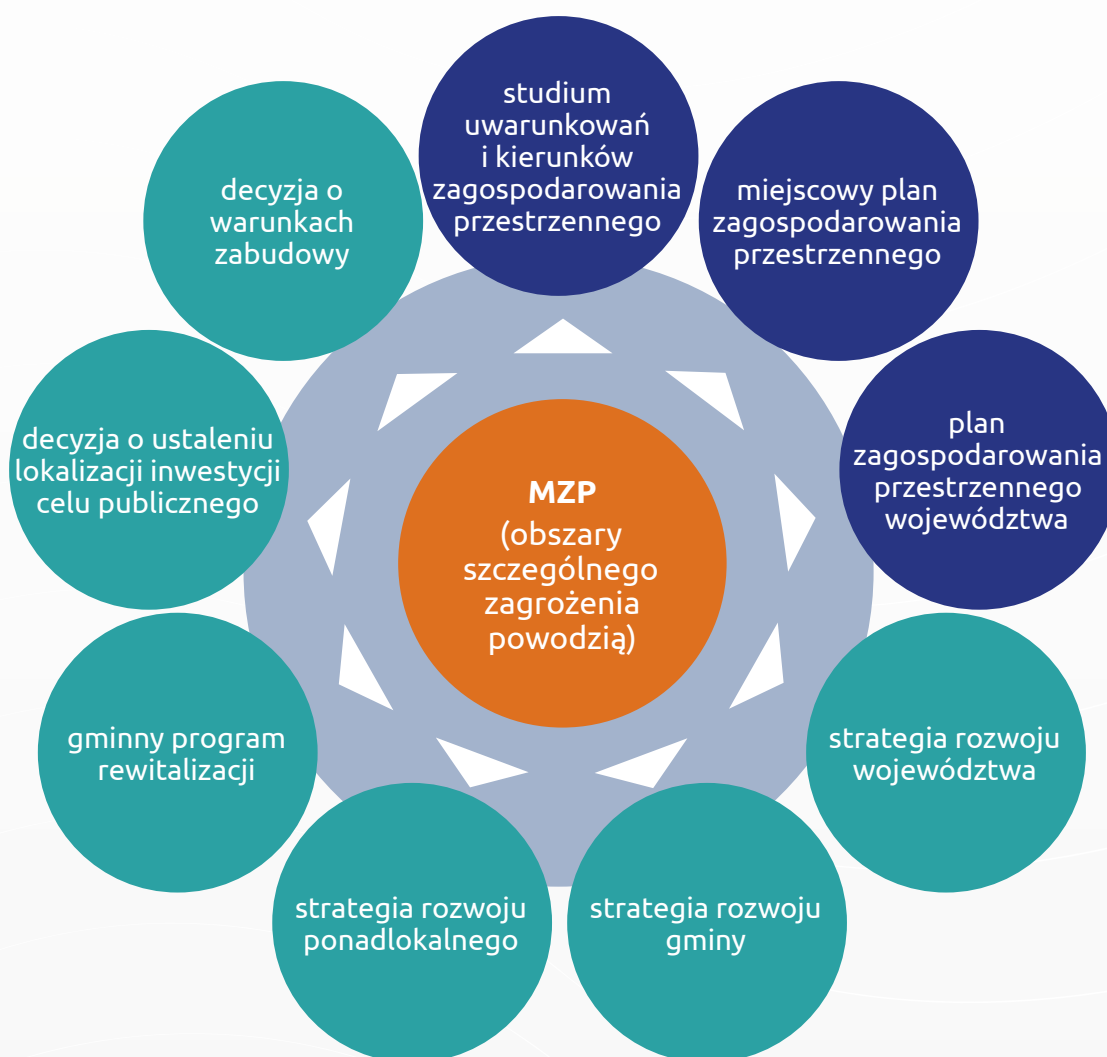 studium
uwarunkowań
i kierunków
zagospodarowania
przestrzennego
miejscowy plan
zagospodarowania
przestrzennego
plan
zagospodarowania
przestrzennego
województwa
strategia rozwoju
województwa
strategia rozwoju
gminy
strategia rozwoju
ponadlokalnego
gminny program
rewitalizacji
decyzja o ustaleniu
lokalizacji inwestycji
celu publicznego
decyzja o
warunkach
zabudowy
MZP
(obszary
szczególnego
zagrożenia
powodzią)